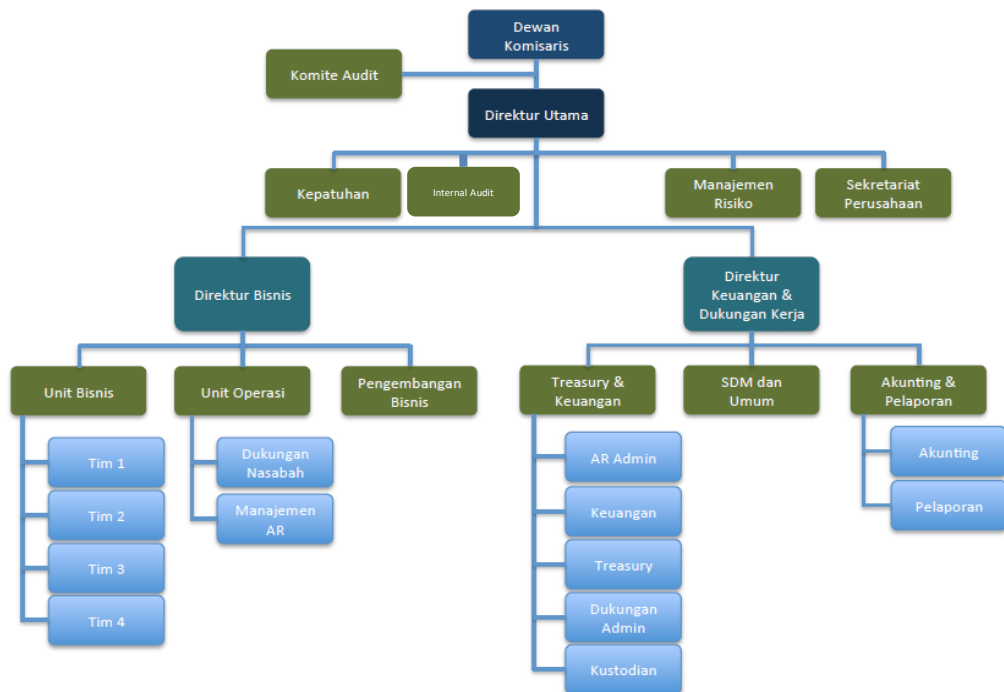 Dewan
Komisaris
Komite Audit
Direktur Utama
Kepatuhan
Internal Audit
Manajemen
Risiko
Sekretariat
Perusahaan
Direktur Bisnis
Direktur
Keuangan &
Dukungan Kerja
Unit Bisnis
Unit Operasi
Pengembangan
Bisnis
Treasury &
Keuangan
SDM dan
Umum
Akunting &
Pelaporan
Tim 1
Tim 2
Tim 3
Tim 4
Dukungan
Nasabah
Manajemen
AR
AR Admin
Keuangan
Treasury
Dukungan
Admin
Kustodian
Akunting
Pelaporan